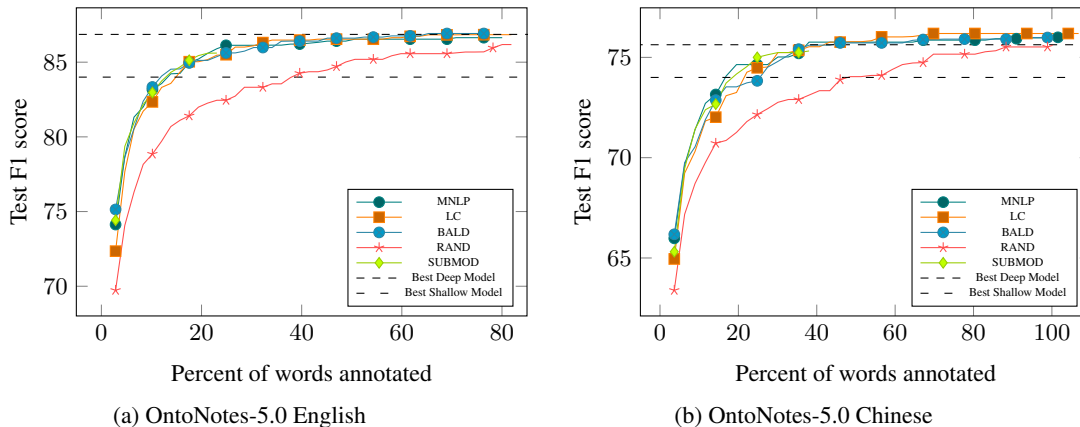 85
80
75
70
Test F1 score
0
20
40
60
80
Percent of words annotated
MNLP
LC
BALD
RAND
SUBMOD
Best Deep Model
Best Shallow Model
(a) OntoNotes-5.0 English
75
70
65
Test F1 score
0
20
40
60
80
100
Percent of words annotated
MNLP
LC
BALD
RAND
SUBMOD
Best Deep Model
Best Shallow Model
(b) OntoNotes-5.0 Chinese